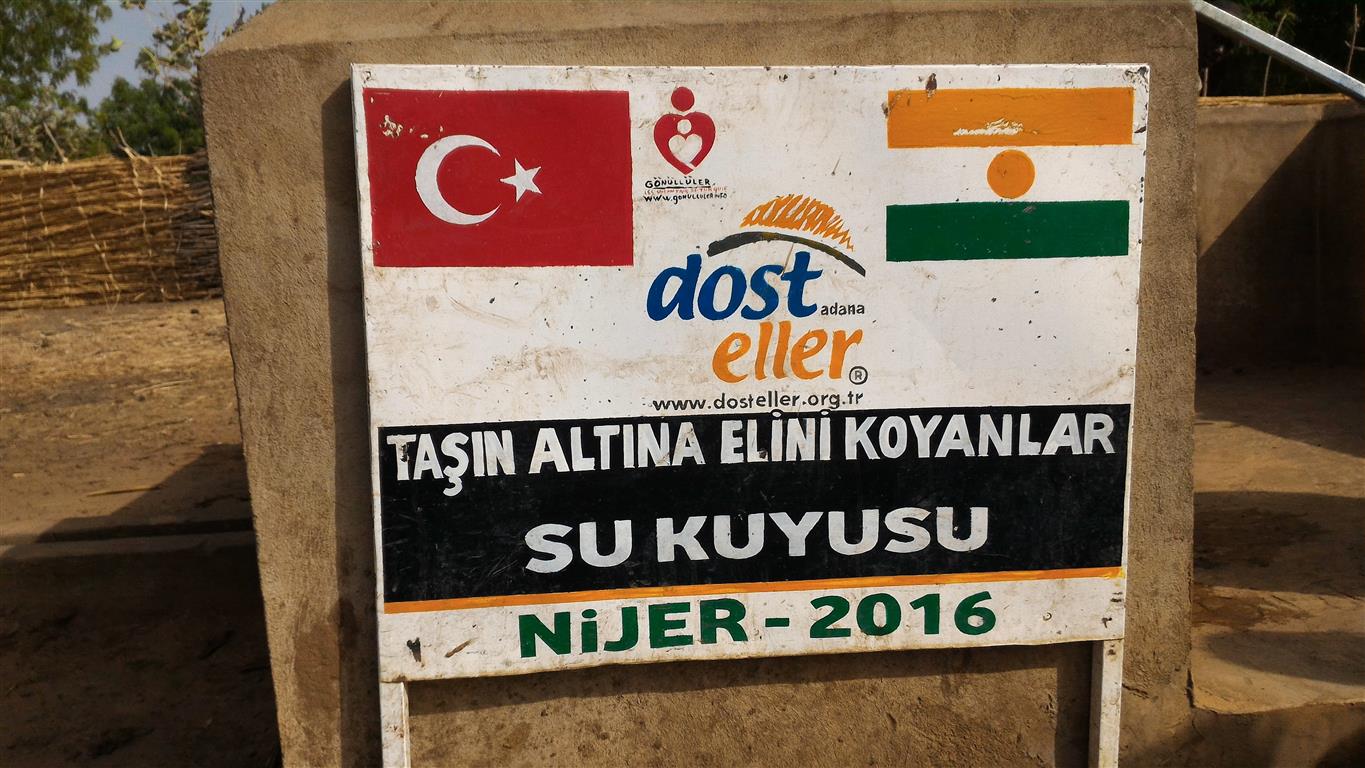 GÖNÜLLÜLER
www.gonulluler.info
dost
adana
eller
®
www.dosteller.org.tr
TAŞIN ALTINA ELİNİ KOYANLAR
SU KUYUSU
NiJER - 2016